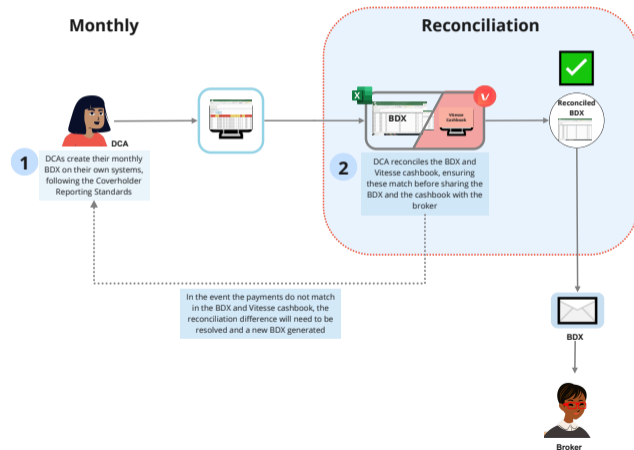 Monthly
Reconciliation
DCA
1
DCAs create their monthly
BDX on their own systems,
following the Coverholder
Reporting Standards
BDX
Vitesse
Cashbook
V
Reconciled
BDX
2
DCA reconciles the BDX and
Vitesse cashbook, ensuring
these match before sharing the
BDX and the cashbook with the
broker
In the event the payments do not match
in the BDX and Vitesse cashbook, the
reconciliation difference will need to be
resolved and a new BDX generated
BDX
Broker